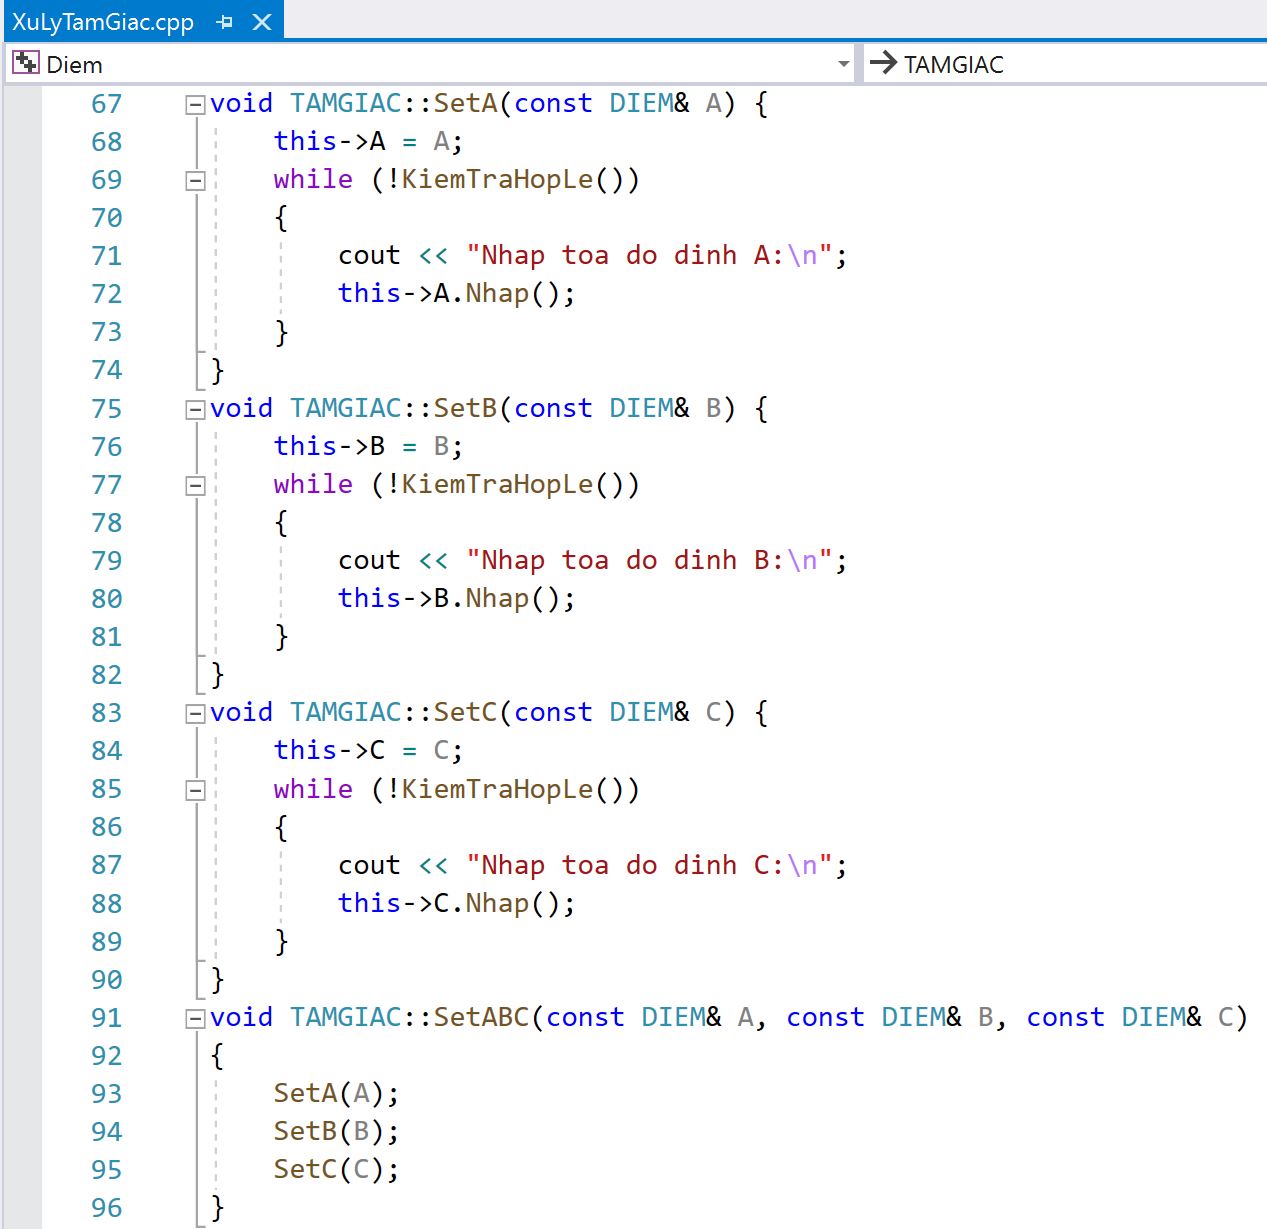 XuLyTamGiac.cpp
Diem TAMGIAC
67 void TAMGIAC::SetA(const DIEM& A) {
68     this->A = A;
69     while (!KiemTraHopLe())
70     {
71         cout << "Nhap toa do dinh A:\n";
72         this->A.Nhap();
73     }
74 }
75 void TAMGIAC::SetB(const DIEM& B) {
76     this->B = B;
77     while (!KiemTraHopLe())
78     {
79         cout << "Nhap toa do dinh B:\n";
80         this->B.Nhap();
81     }
82 }
83 void TAMGIAC::SetC(const DIEM& C) {
84     this->C = C;
85     while (!KiemTraHopLe())
86     {
87         cout << "Nhap toa do dinh C:\n";
88         this->C.Nhap();
89     }
90 }
91 void TAMGIAC::SetABC(const DIEM& A, const DIEM& B, const DIEM& C)
92 {
93     SetA(A);
94     SetB(B);
95     SetC(C);
96 }